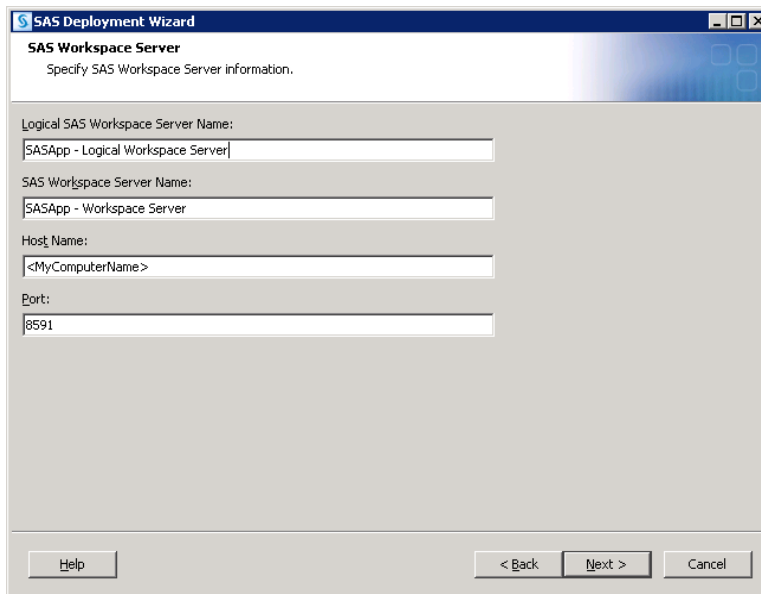 SAS Deployment Wizard
SAS Workspace Server
Specify SAS Workspace Server information.
Logical SAS Workspace Server Name:
SASApp - Logical Workspace Server
SAS Workspace Server Name:
SASApp - Workspace Server
Host Name:
<MyComputerName>
Port:
8591
Help
< Back
Next >
Cancel